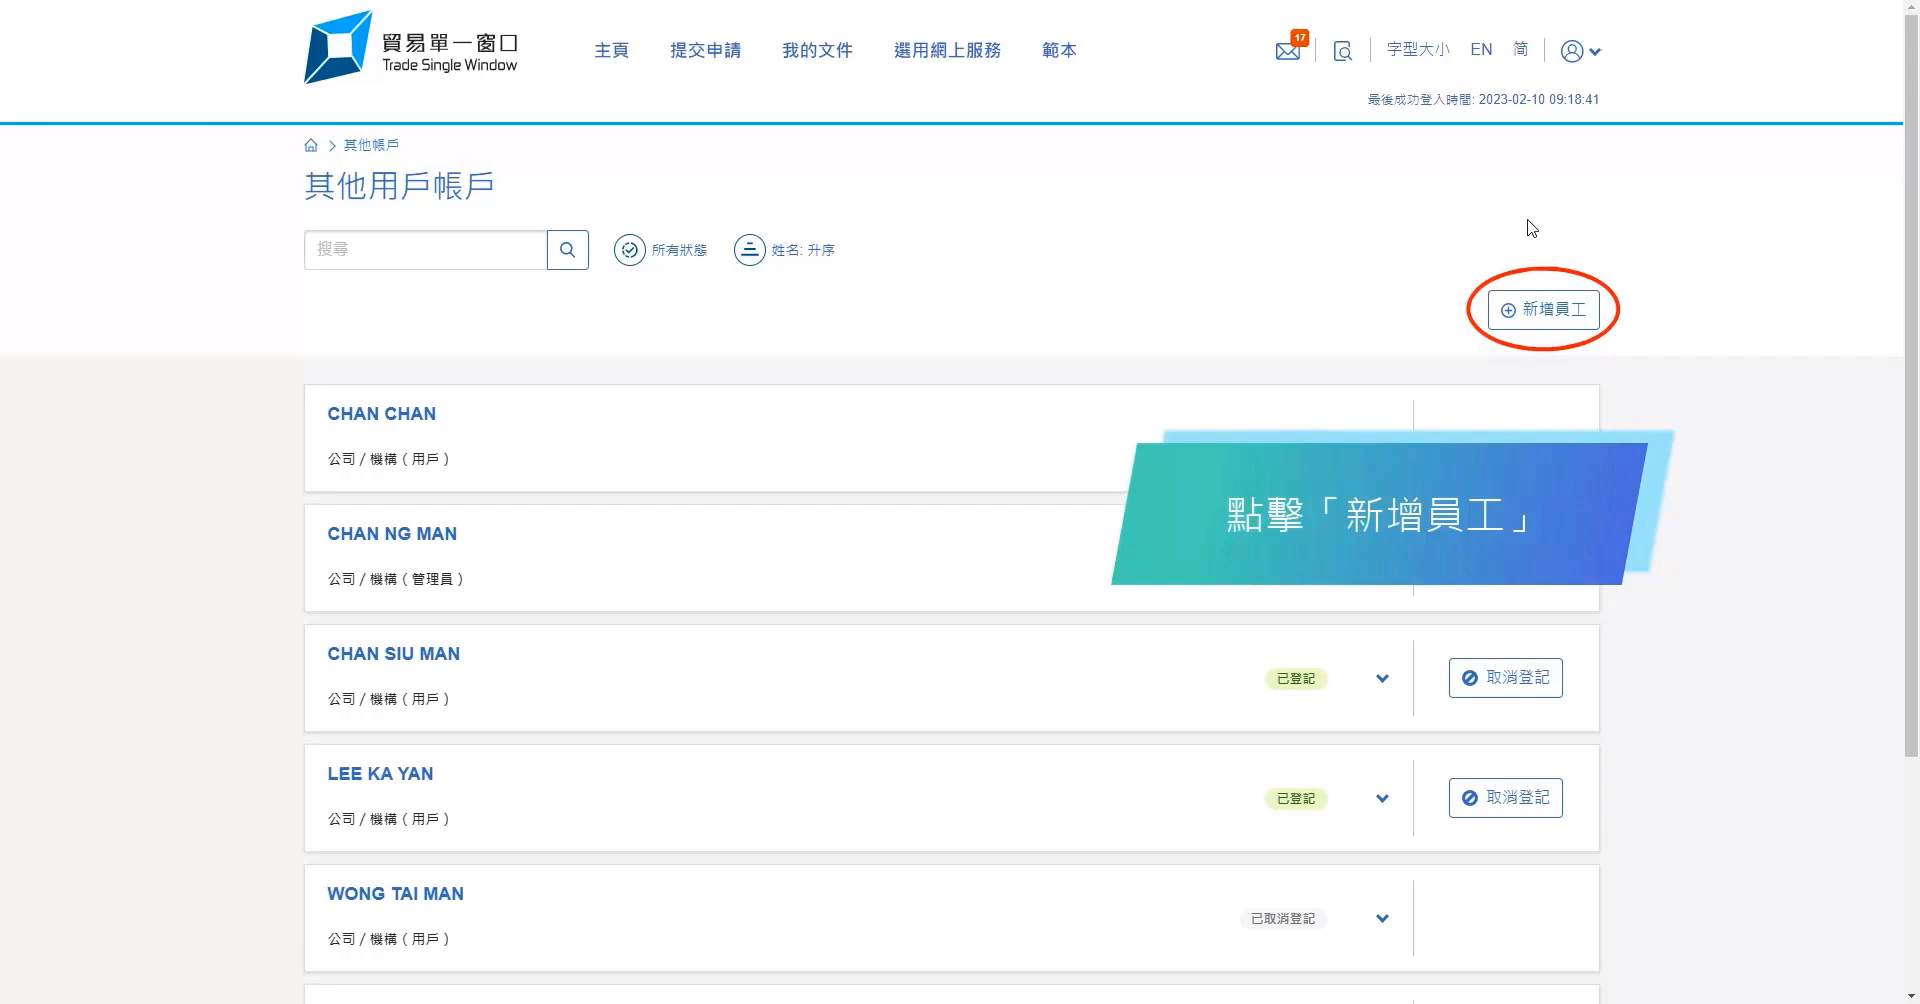 貿易單一窗口
Trade Single Window
主頁
提交申請
我的文件
選用網上服務
範本
17
字型大小
EN
简
最後成功登入時間: 2023-02-10 09:18:41
其他帳戶
其他用戶帳戶
搜尋
所有狀態
姓名: 升序
新增員工
CHAN CHAN
公司 / 機構 ( 用戶 )
點擊「新增員工」
CHAN NG MAN
公司 / 機構 ( 管理員 )
CHAN SIU MAN
公司 / 機構 ( 用戶 )
已登記
取消登記
LEE KA YAN
公司 / 機構 ( 用戶 )
已登記
取消登記
WONG TAI MAN
公司 / 機構 ( 用戶 )
已取消登記